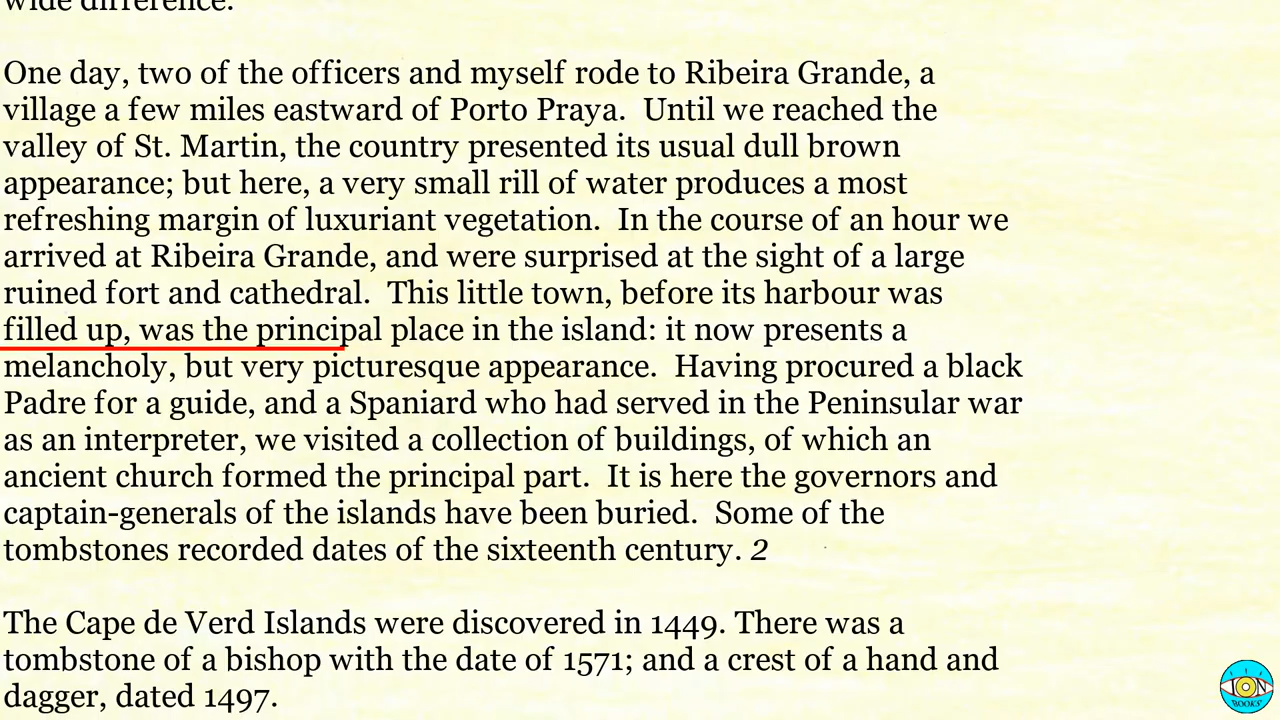 wide difference.
One day, two of the officers and myself rode to Ribeira Grande, a
village a few miles eastward of Porto Praya.  Until we reached the
valley of St. Martin, the country presented its usual dull brown
appearance; but here, a very small rill of water produces a most
refreshing margin of luxuriant vegetation.  In the course of an hour we
arrived at Ribeira Grande, and were surprised at the sight of a large
ruined fort and cathedral.  This little town, before its harbour was
filled up, was the principal place in the island: it now presents a
melancholy, but very picturesque appearance.  Having procured a black
Padre for a guide, and a Spaniard who had served in the Peninsular war
as an interpreter, we visited a collection of buildings, of which an
ancient church formed the principal part.  It is here the governors and
captain-generals of the islands have been buried.  Some of the
tombstones recorded dates of the sixteenth century. 2
The Cape de Verd Islands were discovered in 1449. There was a
tombstone of a bishop with the date of 1571; and a crest of a hand and
dagger, dated 1497.
ION
BOOKS